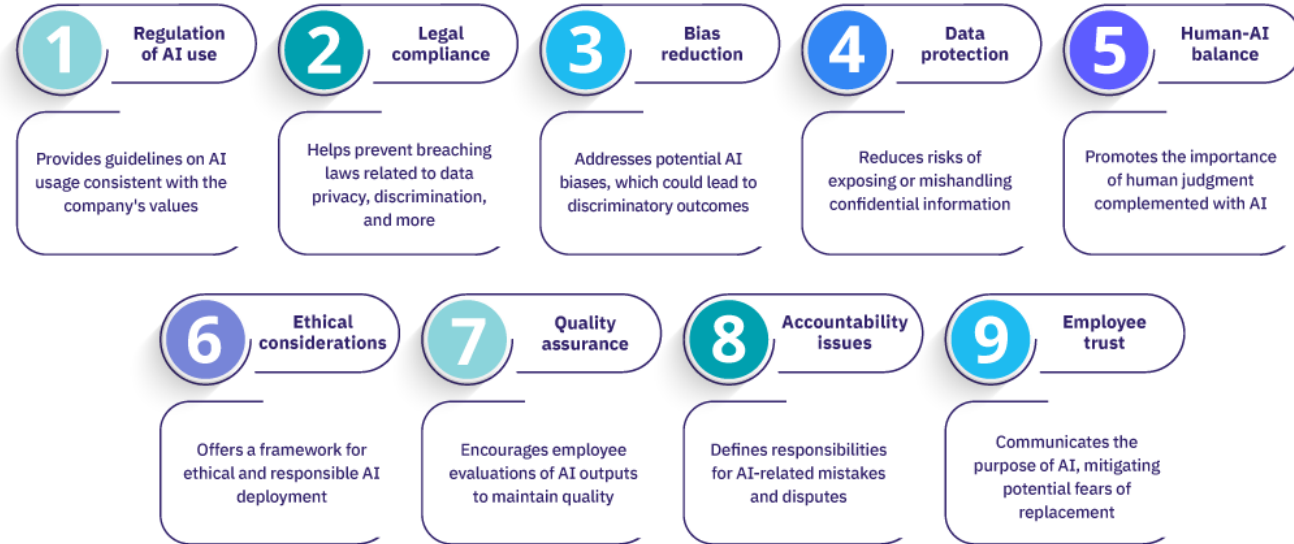 1
Regulation
of AI use
Provides guidelines on AI
usage consistent with the
company's values
2
Legal
compliance
Helps prevent breaching
laws related to data
privacy, discrimination,
and more
3
Bias
reduction
Addresses potential AI
biases, which could lead to
discriminatory outcomes
4
Data
protection
Reduces risks of
exposing or mishandling
confidential information
5
Human-AI
balance
Promotes the importance
of human judgment
complemented with AI
6
Ethical
considerations
Offers a framework for
ethical and responsible AI
deployment
7
Quality
assurance
Encourages employee
evaluations of AI outputs
to maintain quality
8
Accountability
issues
Defines responsibilities
for AI-related mistakes
and disputes
9
Employee
trust
Communicates the
purpose of AI, mitigating
potential fears of
replacement